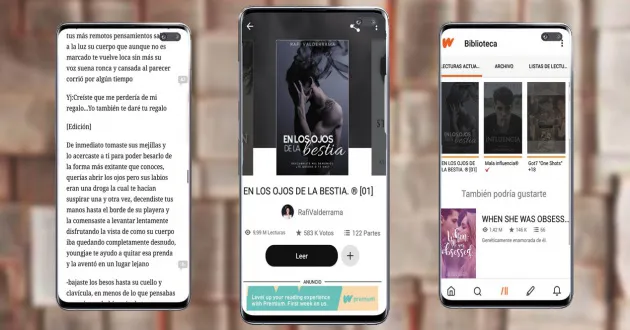 tus más remotos pensamientos
a la luz su cuerpo que aunque no es
marcado te vuelve loca sin más su
voz suena ronca y cansada al parecer
corrió por algún tiempo
Yj:Creíste que me perdería de mi
regalo...Yo también te daré tu regalo
[Edición]
De inmediato tomaste sus mejillas y
lo acercaste a ti para poder besarlo de
la forma más exitante que conoces,
querías abrir los ojos pero sus labios
eran una droga la cual te hacían
suspirar una y otra vez, decendiste tus
manos hasta el borde de su playera y
la comensaste a levantar lentamente
disfrutando la vista de como su cuerpo
iba quedando completamente desnudo,
youngjae te ayudo a quitar esa prenda
y la aventó en un lugar lejano
-bajaste los besos hasta su cuello y
clavícula, en menos de lo que pensabas
RAFI VALDERRAMA
EN LOS OJOS
DE LA bestia
EN LOS OJOS DE LA BESTIA. ® [01]
RafiValderrama
9.99 M Lecturas
583 K Votos
122 Partes
Leer
ANUNCIO
Level up your reading experience
with Premium. First week on us.
premium
Biblioteca
LECTURAS ACTUA...
ARCHIVO
LISTAS DE LECTU...
EN LOS OJOS DE
LA BESTIA. ® [01]
Mala influencia®
Got7 "One Shots"
+18
También podría gustarte
When
she was
obsessed
WHEN SHE WAS OBSESS...
1.42 M
146 K
66
Genéticamente enamorada de él.